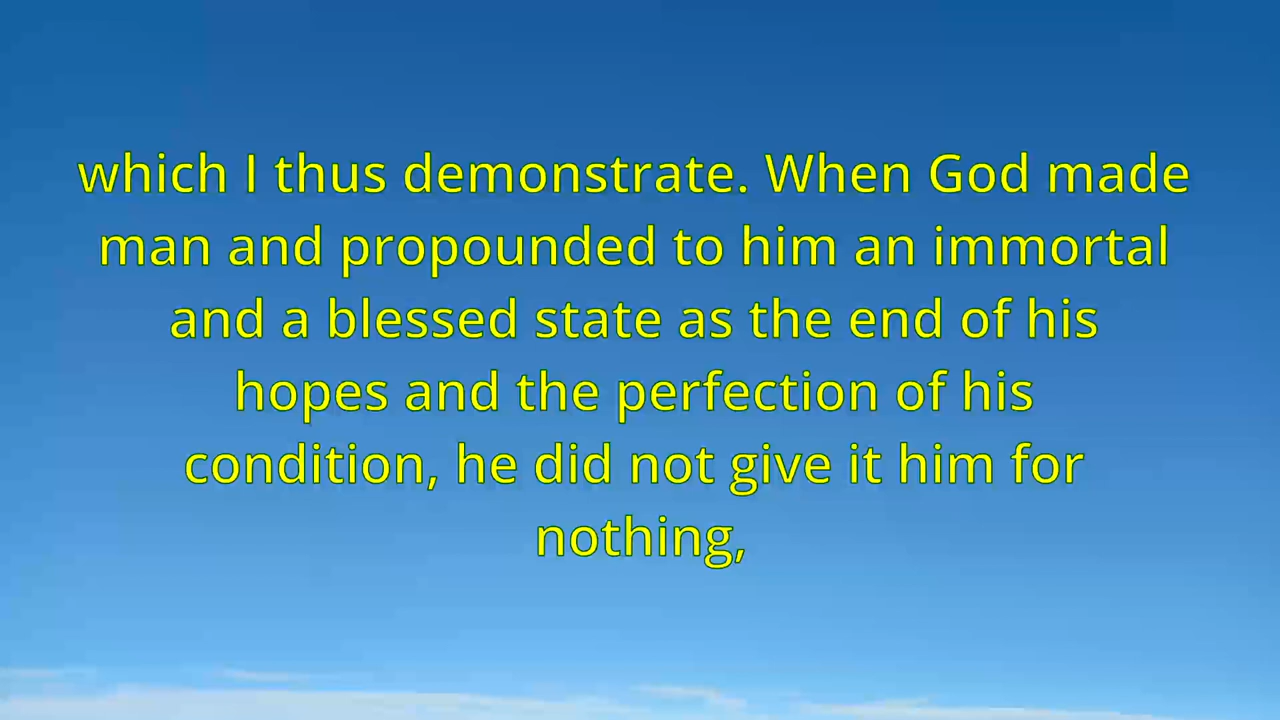 which I thus demonstrate. When God made
man and propounded to him an immortal
and a blessed state as the end of his
hopes and the perfection of his
condition, he did not give it him for
nothing,